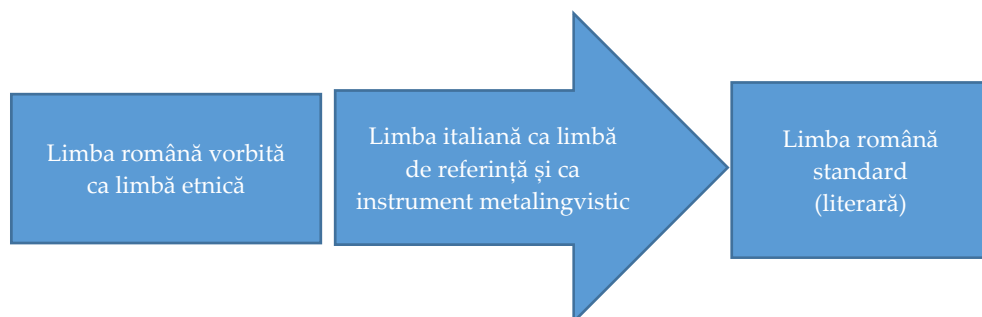 Limba română vorbită
ca limbă etnică
Limba italiană ca limbă
de referință și ca
instrument metalingvistic
Limba română
standard
(literară)